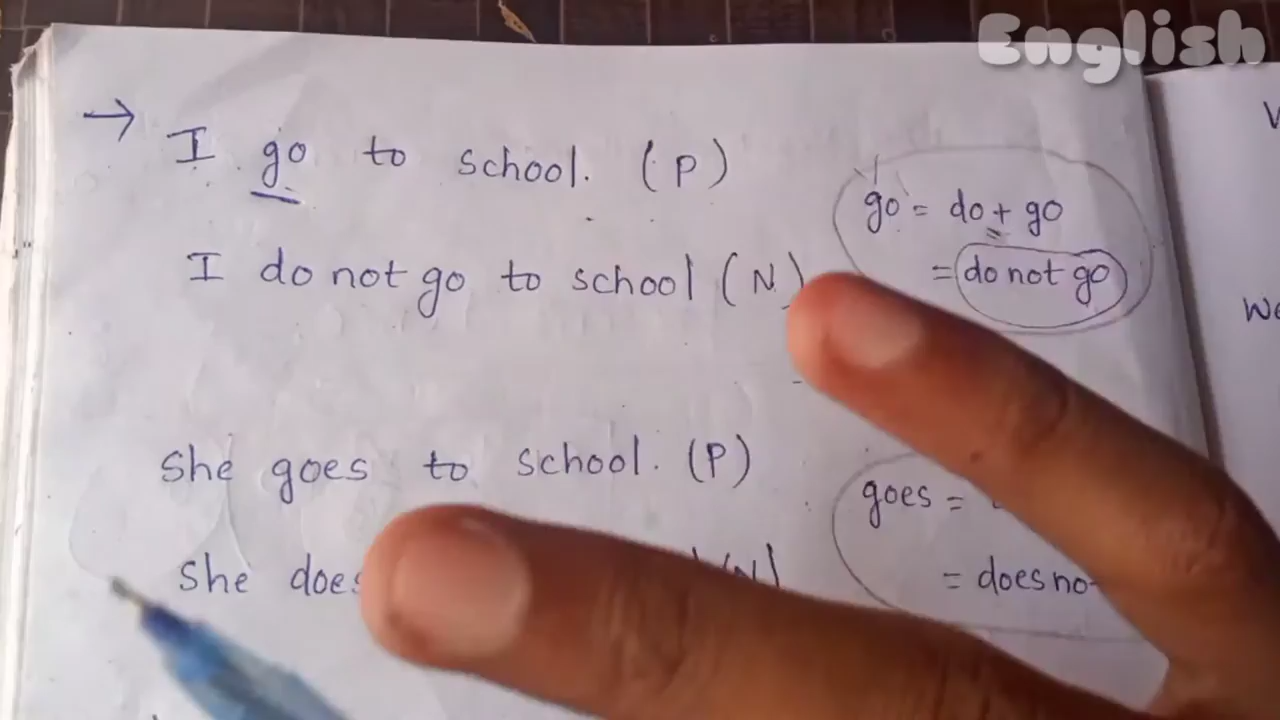 English
→ I go to school. (P)
go = do + go
I do not go to school (N)
= do not go
She goes to school. (P)
goes =
She does
(N)
= does not